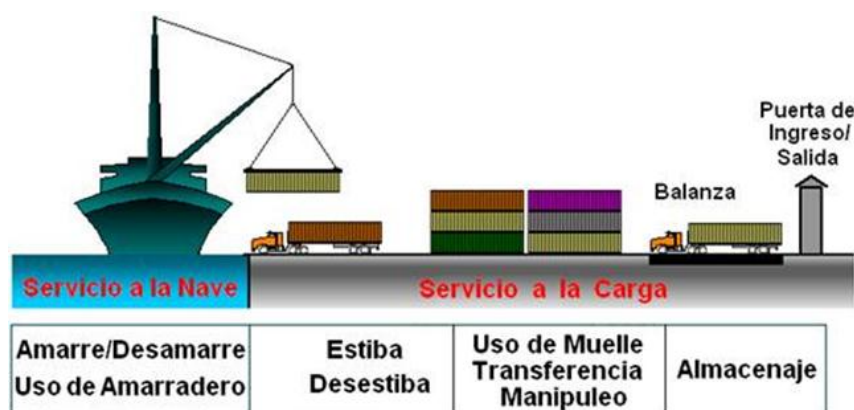 Puerta de
Ingreso/
Salida
Balanza
Servicio a la Nave
Servicio a la Carga
Amarre/Desamarre
Uso de Amarradero
Estiba
Desestiba
Uso de Muelle
Transferencia
Manipuleo
Almacenaje